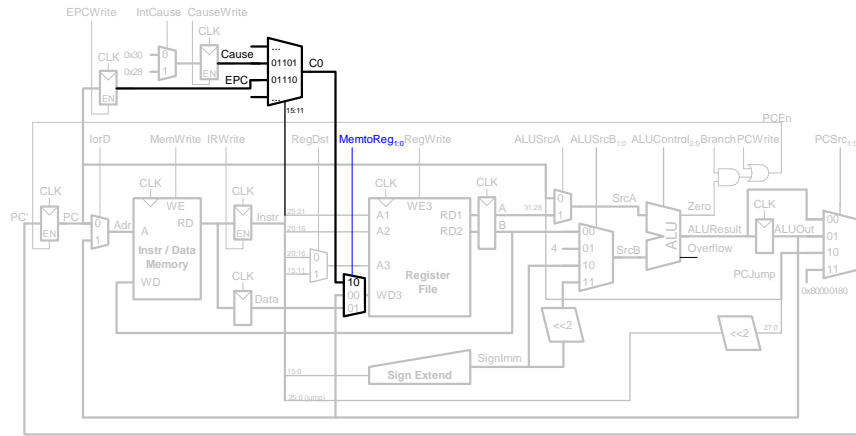 EPCWrite IntCause CauseWrite
CLK
0x30 0
0x28 1
EN
CLK
EN
Cause
EPC
...
01101
01110
...
C0
15:11
PCEn
IorD MemWrite IRWrite RegDst MemtoReg1:0 RegWrite ALUSrcA ALUSrcB1:0 ALUControl2:0 Branch PCWrite PCSrc1:0
CLK CLK CLK CLK CLK CLK
PC' PC EN
0
1
Adr
A
WE
RD
Instr / Data
Memory
WD
EN
Instr
CLK
Data
25:21
20:16
20:16 0
15:11 1
10
00
01
A1
A2
A3
WD3
WE3
RD1
RD2
Register
File
A
B
31:28
0
1
SrcA
4
00
01
10
11
SrcB
ALU
Zero
ALUResult
Overflow
CLK
ALUOut
PCJump
0x80000180
00
01
10
11
<<2
<<2
27:0
SignImm
15:0
Sign Extend
25:0 (jump)